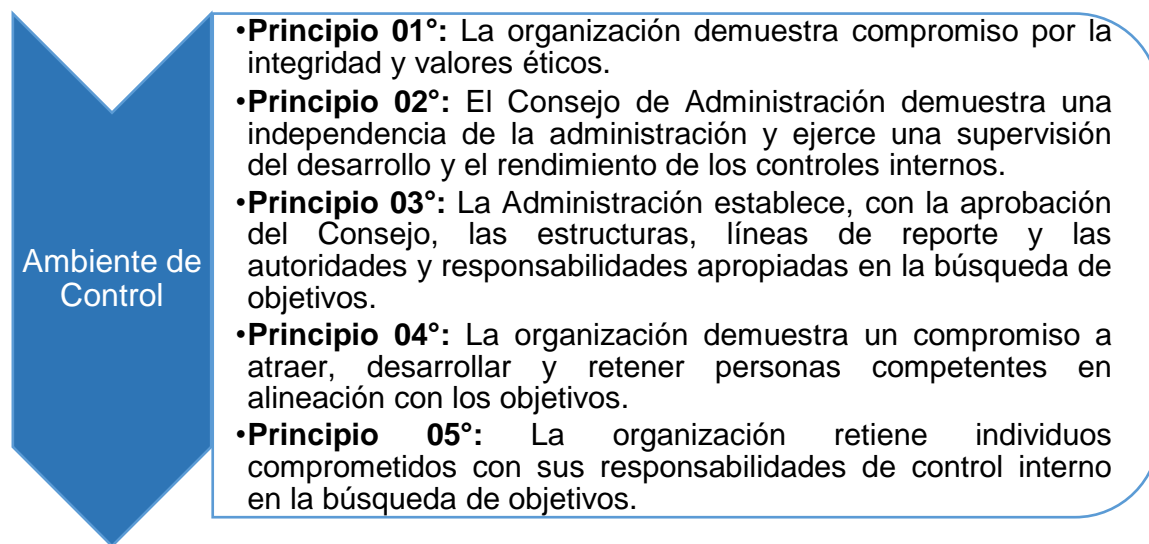 Ambiente de
Control
•Principio 01°: La organización demuestra compromiso por la
integridad y valores éticos.
•Principio 02°: El Consejo de Administración demuestra una
independencia de la administración y ejerce una supervisión
del desarrollo y el rendimiento de los controles internos.
•Principio 03°: La Administración establece, con la aprobación
del Consejo, las estructuras, líneas de reporte y las
autoridades y responsabilidades apropiadas en la búsqueda de
objetivos.
•Principio 04°: La organización demuestra un compromiso a
atraer, desarrollar y retener personas competentes en
alineación con los objetivos.
•Principio 05°: La organización retiene individuos
comprometidos con sus responsabilidades de control interno
en la búsqueda de objetivos.